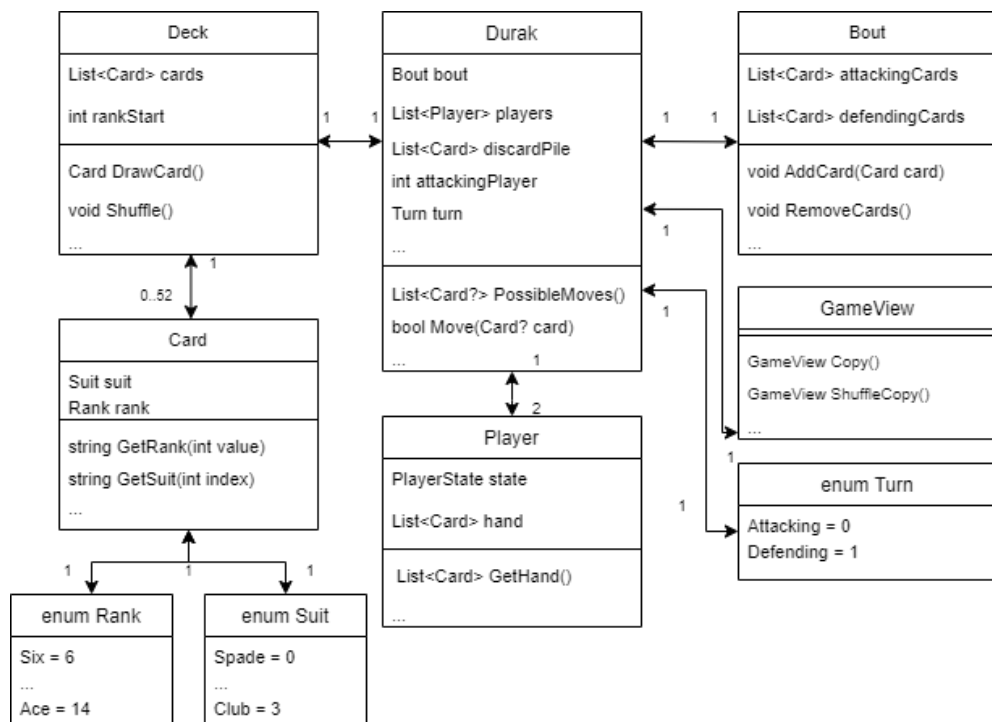 Deck
List<Card> cards
int rankStart
Card DrawCard()
void Shuffle()
...
1
1
Durak
Bout bout
List<Player> players
List<Card> discardPile
int attackingPlayer
Turn turn
...
List<Card?> PossibleMoves()
bool Move(Card? card)
...
1
1
1
1
Bout
List<Card> attackingCards
List<Card> defendingCards
void AddCard(Card card)
void RemoveCards()
...
1
0..52
Card
Suit suit
Rank rank
string GetRank(int value)
string GetSuit(int index)
...
1
2
Player
PlayerState state
List<Card> hand
List<Card> GetHand()
...
GameView
GameView Copy()
GameView ShuffleCopy()
...
1
1
enum Turn
Attacking = 0
Defending = 1
1
1
1
enum Rank
Six = 6
...
Ace = 14
enum Suit
Spade = 0
...
Club = 3